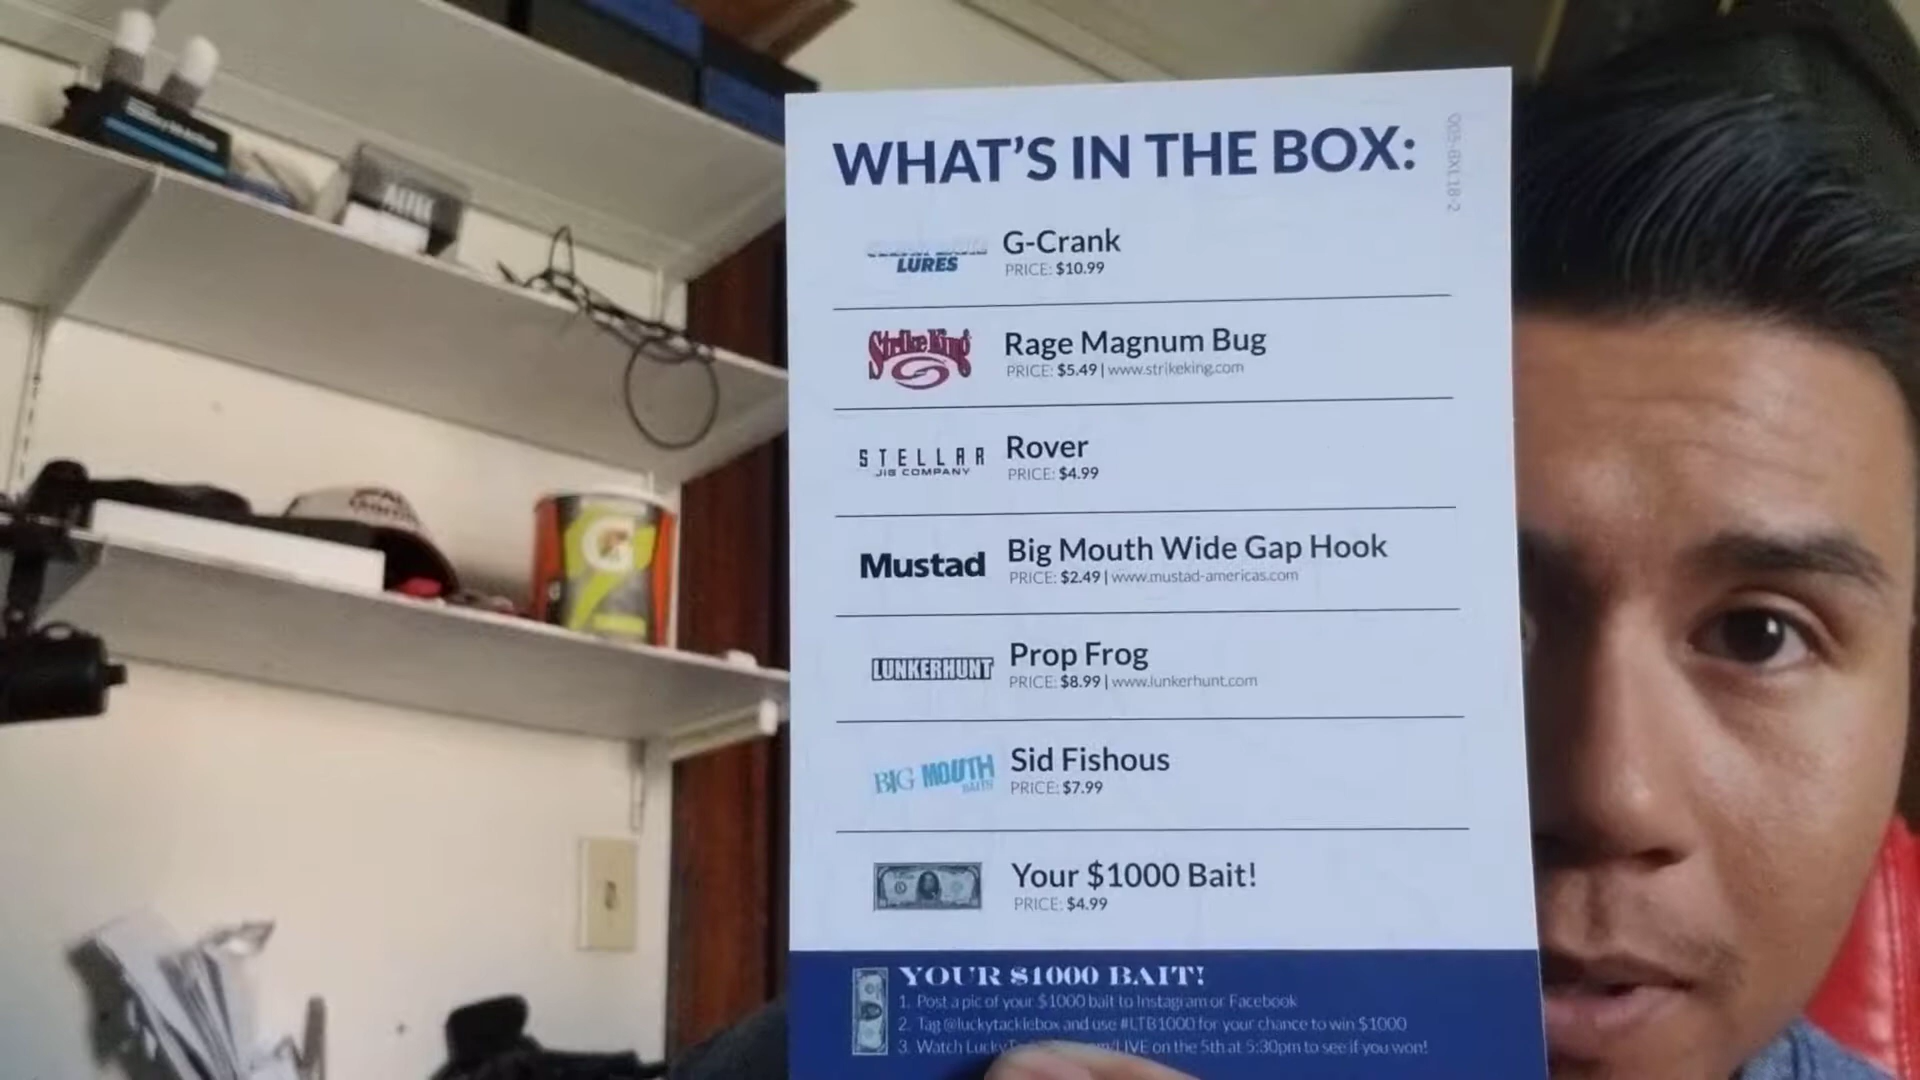 WHAT'S IN THE BOX:
005-BXL18-2
LURES
G-Crank
PRICE: $10.99
Strike King
Rage Magnum Bug
PRICE: $5.49 | www.strikeking.com
STELLAR
JIG COMPANY
Rover
PRICE: $4.99
Mustad
Big Mouth Wide Gap Hook
PRICE: $2.49 | www.mustad-americas.com
LUNKERHUNT
Prop Frog
PRICE: $8.99 | www.lunkerhunt.com
BIG MOUTH
BAITS
Sid Fishous
PRICE: $7.99
Your $1000 Bait!
PRICE: $4.99
YOUR $1000 BAIT!
1. Post a pic of your $1000 bait to Instagram or Facebook
2. Tag @luckytacklebox and use #LTB1000 for your chance to win $1000
3. Watch Lucky /LIVE on the 5th at 5:30pm to see if you won!
G